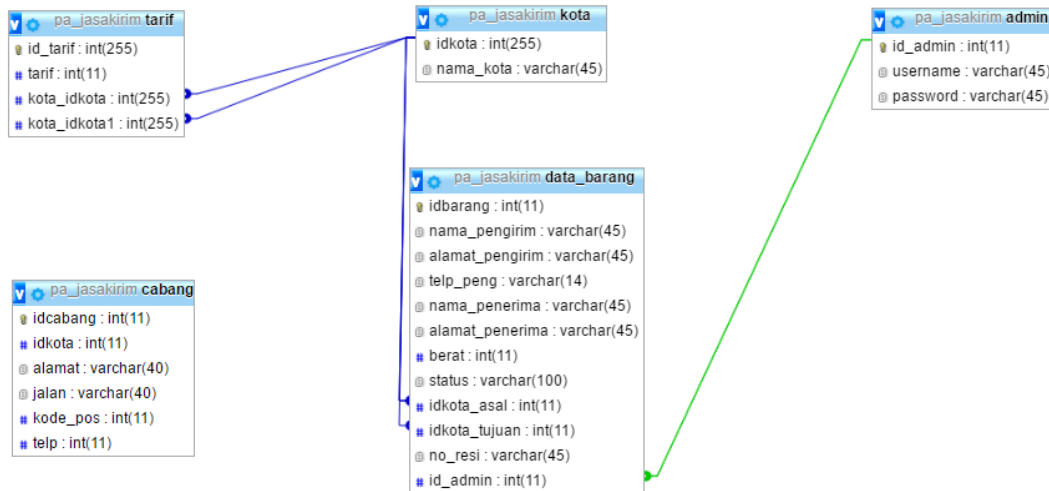 pa_jasakirim tarif
id_tarif : int(255)
tarif : int(11)
kota_idkota : int(255)
kota_idkota1 : int(255)
pa_jasakirim kota
idkota : int(255)
nama_kota : varchar(45)
pa_jasakirim admin
id_admin : int(11)
username : varchar(45)
password : varchar(45)
pa_jasakirim data_barang
idbarang : int(11)
nama_pengirim : varchar(45)
alamat_pengirim : varchar(45)
telp_peng : varchar(14)
nama_penerima : varchar(45)
alamat_penerima : varchar(45)
berat : int(11)
status : varchar(100)
idkota_asal : int(11)
idkota_tujuan : int(11)
no_resi : varchar(45)
id_admin : int(11)
pa_jasakirim cabang
idcabang : int(11)
idkota : int(11)
alamat : varchar(40)
jalan : varchar(40)
kode_pos : int(11)
telp : int(11)